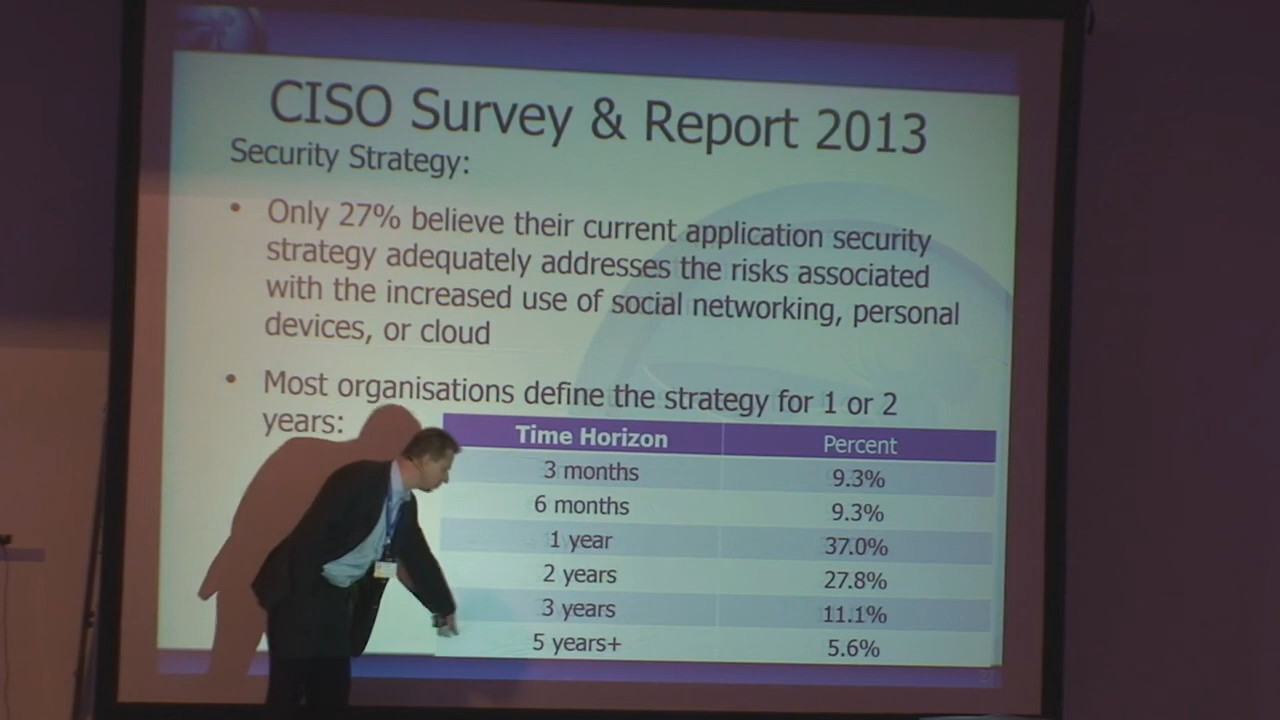 CISO Survey & Report 2013
Security Strategy:
• Only 27% believe their current application security
strategy adequately addresses the risks associated
with the increased use of social networking, personal
devices, or cloud
• Most organisations define the strategy for 1 or 2
years:
Time Horizon Percent
3 months 9.3%
6 months 9.3%
1 year 37.0%
2 years 27.8%
3 years 11.1%
5 years+ 5.6%